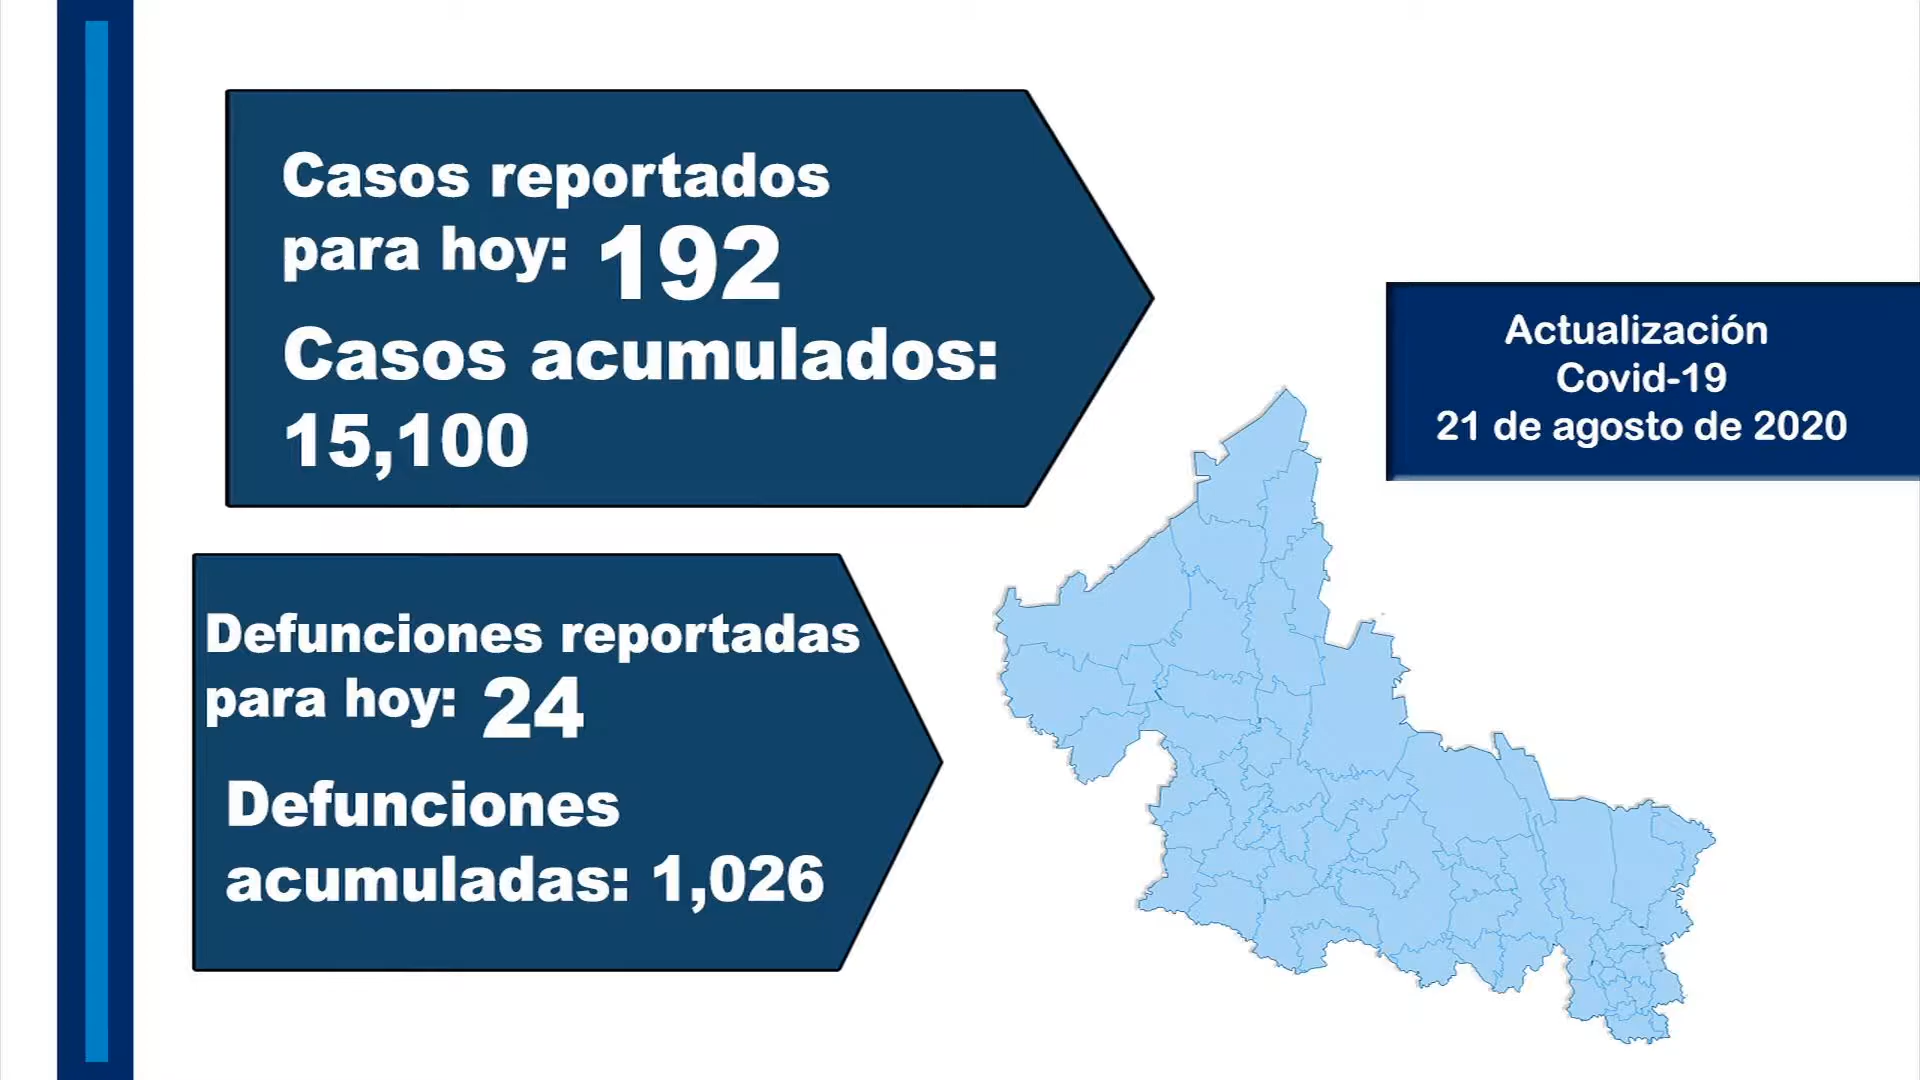 Casos reportados
para hoy: 192
Casos acumulados:
15,100
Actualización
Covid-19
21 de agosto de 2020
Defunciones reportadas
para hoy: 24
Defunciones
acumuladas: 1,026